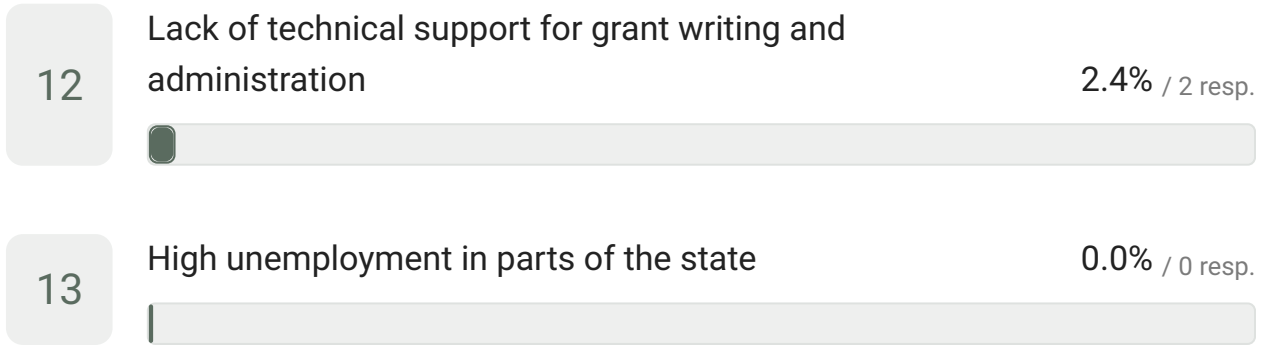 12
Lack of technical support for grant writing and
administration
2.4% / 2 resp.
13
High unemployment in parts of the state
0.0% / 0 resp.